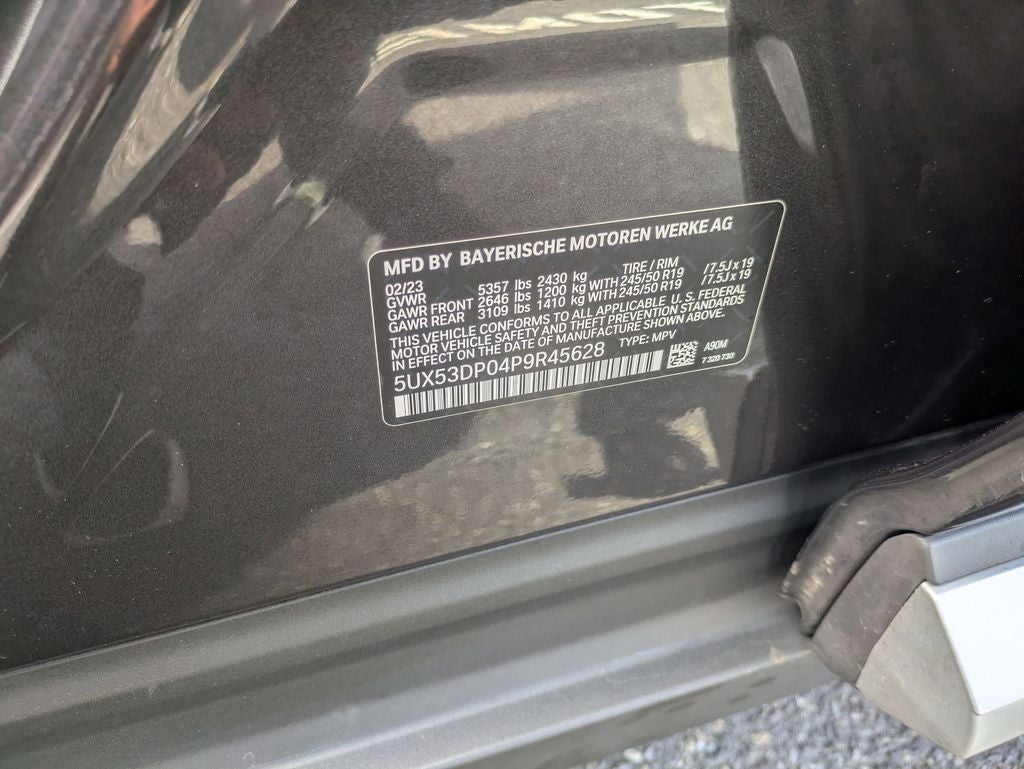 MFD BY BAYERISCHE MOTOREN WERKE AG
02/23 TIRE / RIM
GVWR 5357 lbs 2430 kg
GAWR FRONT 2646 lbs 1200 kg WITH 245/50 R19 /7.5J x 19
GAWR REAR 3109 lbs 1410 kg WITH 245/50 R19 /7.5J x 19
THIS VEHICLE CONFORMS TO ALL APPLICABLE U. S. FEDERAL
MOTOR VEHICLE SAFETY AND THEFT PREVENTION STANDARDS
IN EFFECT ON THE DATE OF MANUFACTURE SHOWN ABOVE.
5UX53DP04P9R45628 TYPE: MPV
A90M
7 320 730